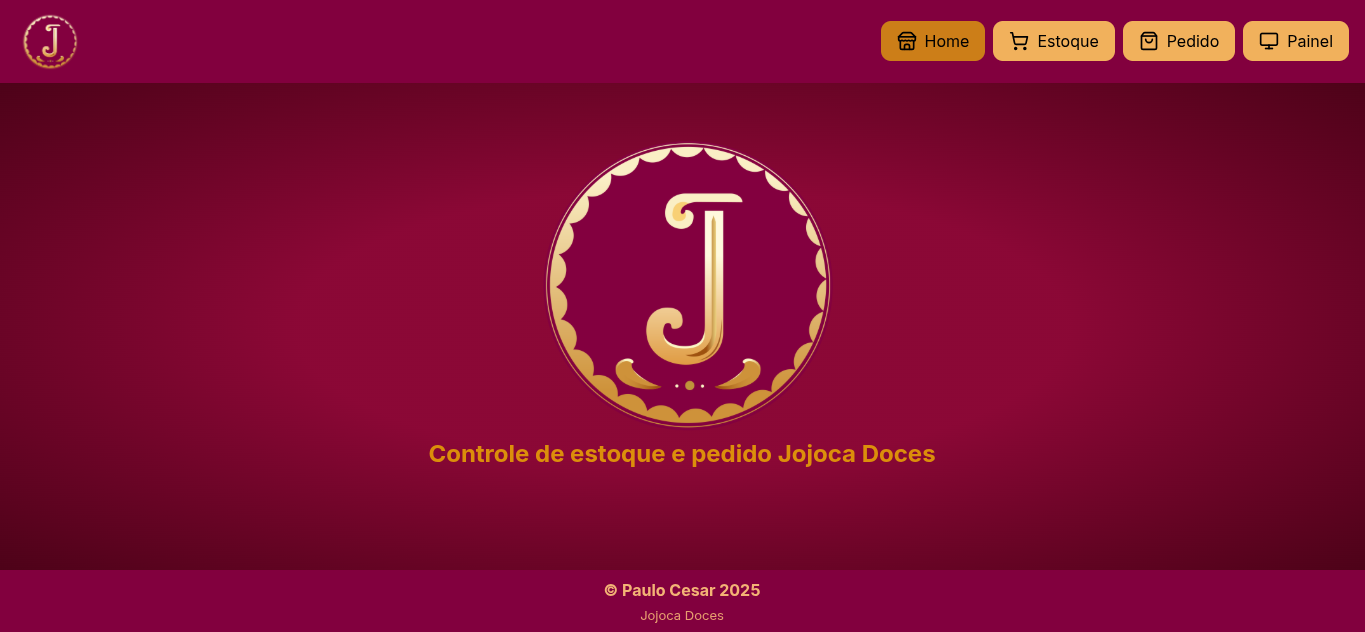 J
Home
Estoque
Pedido
Painel
J
Controle de estoque e pedido Jojoca Doces
© Paulo Cesar 2025
Jojoca Doces